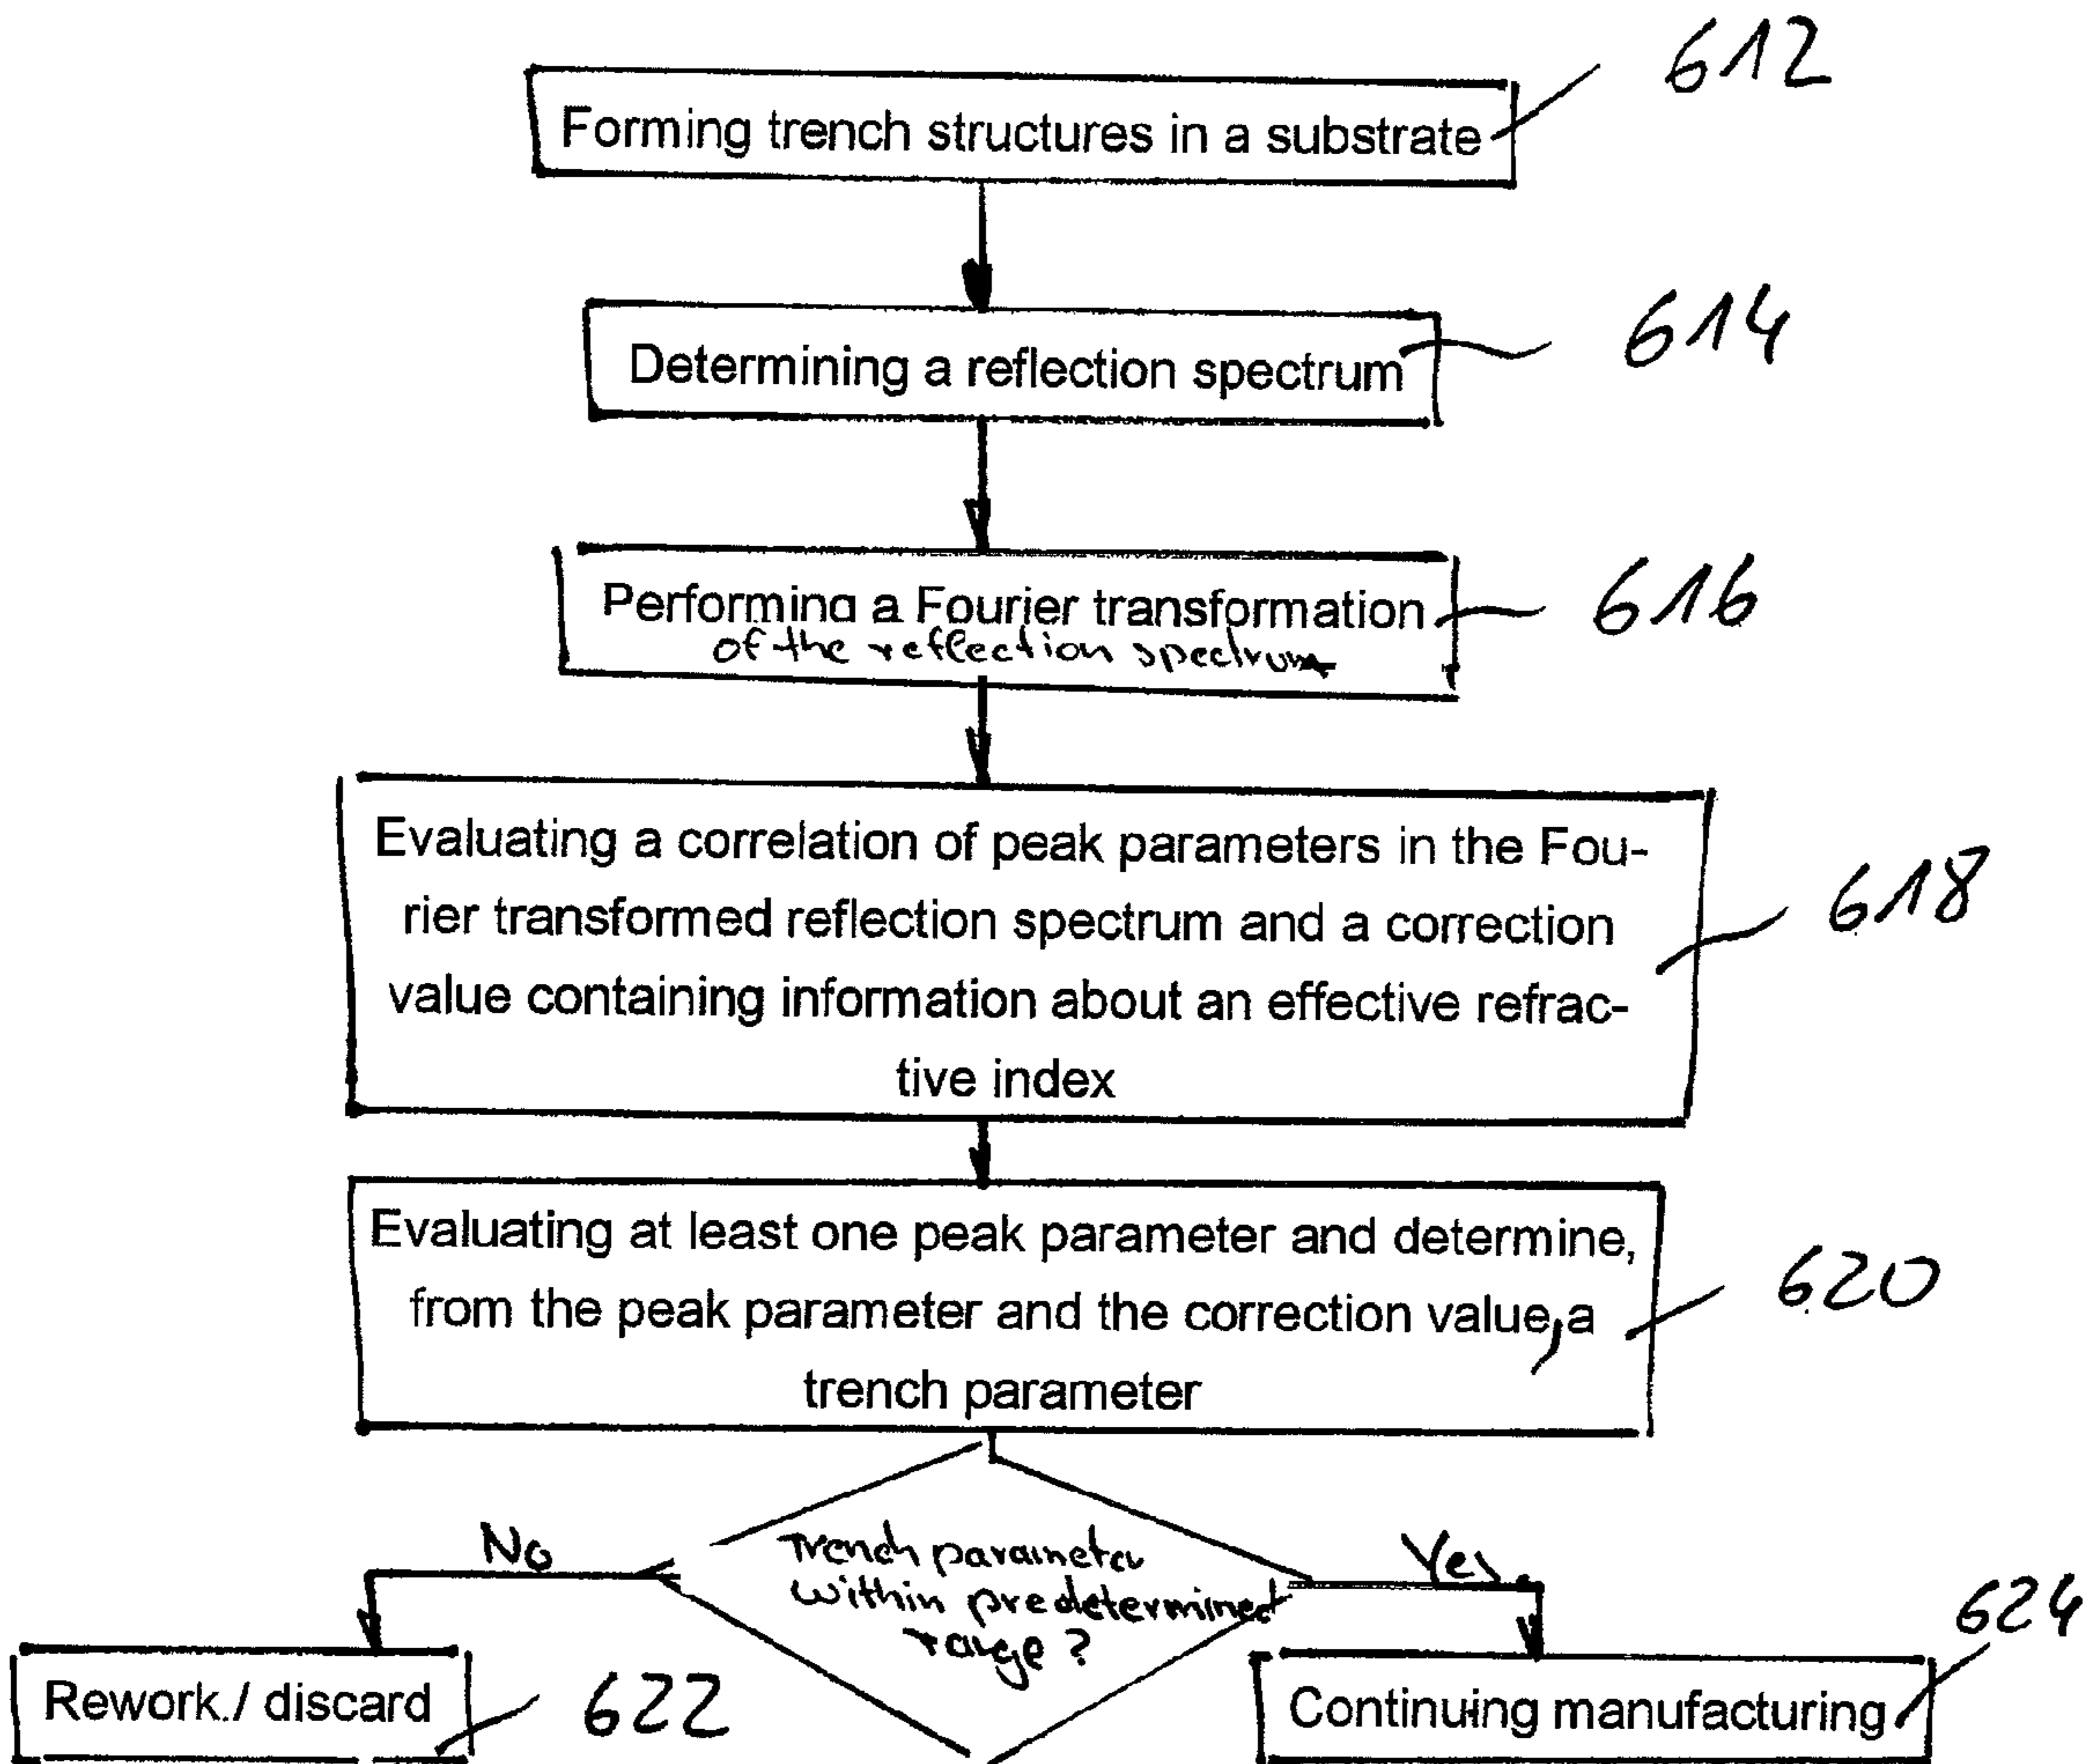 612
Forming trench structures in a substrate
614
Determining a reflection spectrum
616
Performing a Fourier transformation
of the reflection spectrum
Evaluating a correlation of peak parameters in the Fou-
618
rier transformed reflection spectrum and a correction
value containing information about an effective refrac-
tive index
Evaluating at least one peak parameter and determine,
620
from the peak parameter and the correction value, a
trench parameter
No
Trench parameter
within predetermined
range?
Yes
624
Rework./ discard
622
Continuing manufacturing